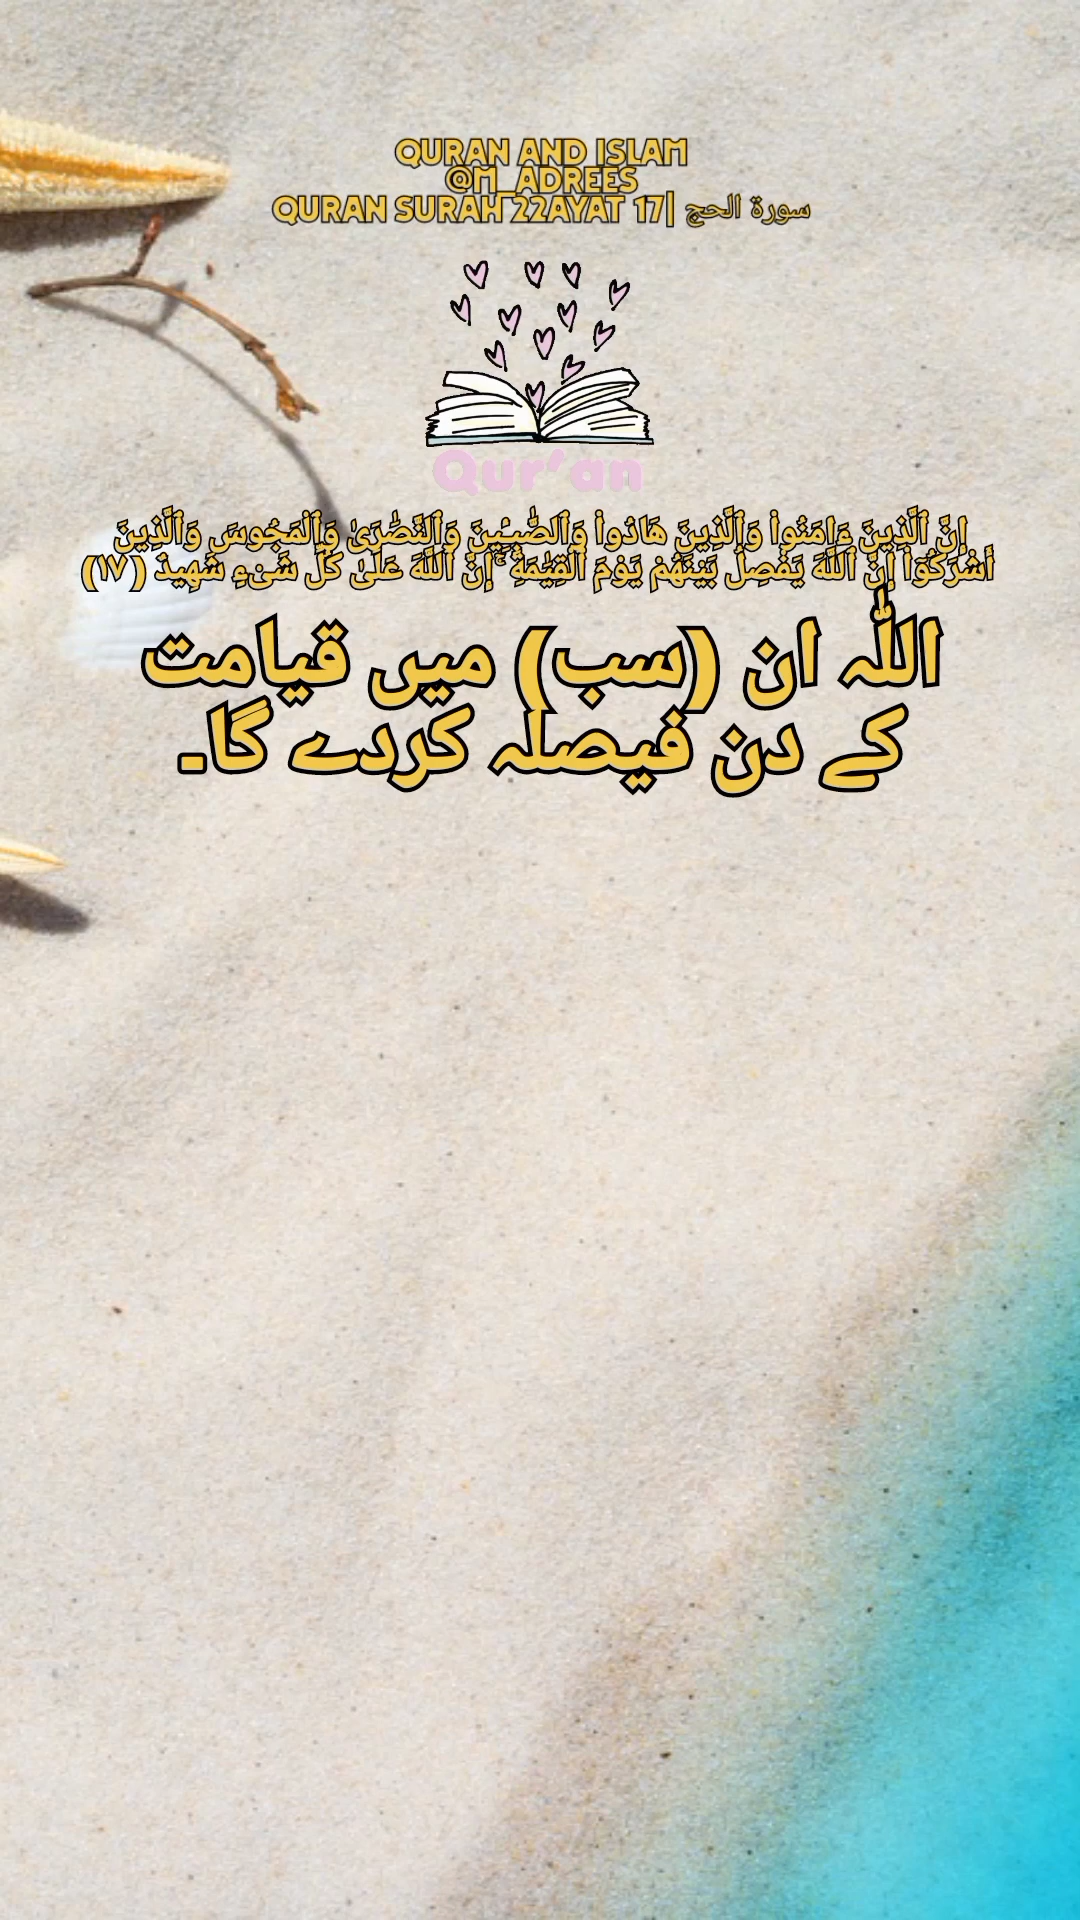 QURAN AND ISLAM
@M_ADREES
QURAN SURAH 22AYAT 17| سورة الحج
Qur'an
إِنَّ ٱلَّذِينَ ءَامَنُوا۟ وَٱلَّذِينَ هَادُوا۟ وَٱلصَّٰبِـِٔينَ وَٱلنَّصَٰرَىٰ وَٱلْمَجُوسَ وَٱلَّذِينَ
أَشْرَكُوٓا۟ إِنَّ ٱللَّهَ يَفْصِلُ بَيْنَهُمْ يَوْمَ ٱلْقِيَٰمَةِ ۚ إِنَّ ٱللَّهَ عَلَىٰ كُلِّ شَىْءٍ شَهِيدٌ (١٧)
اللّٰہ ان (سب) میں قیامت
کے دن فیصلہ کردے گا۔